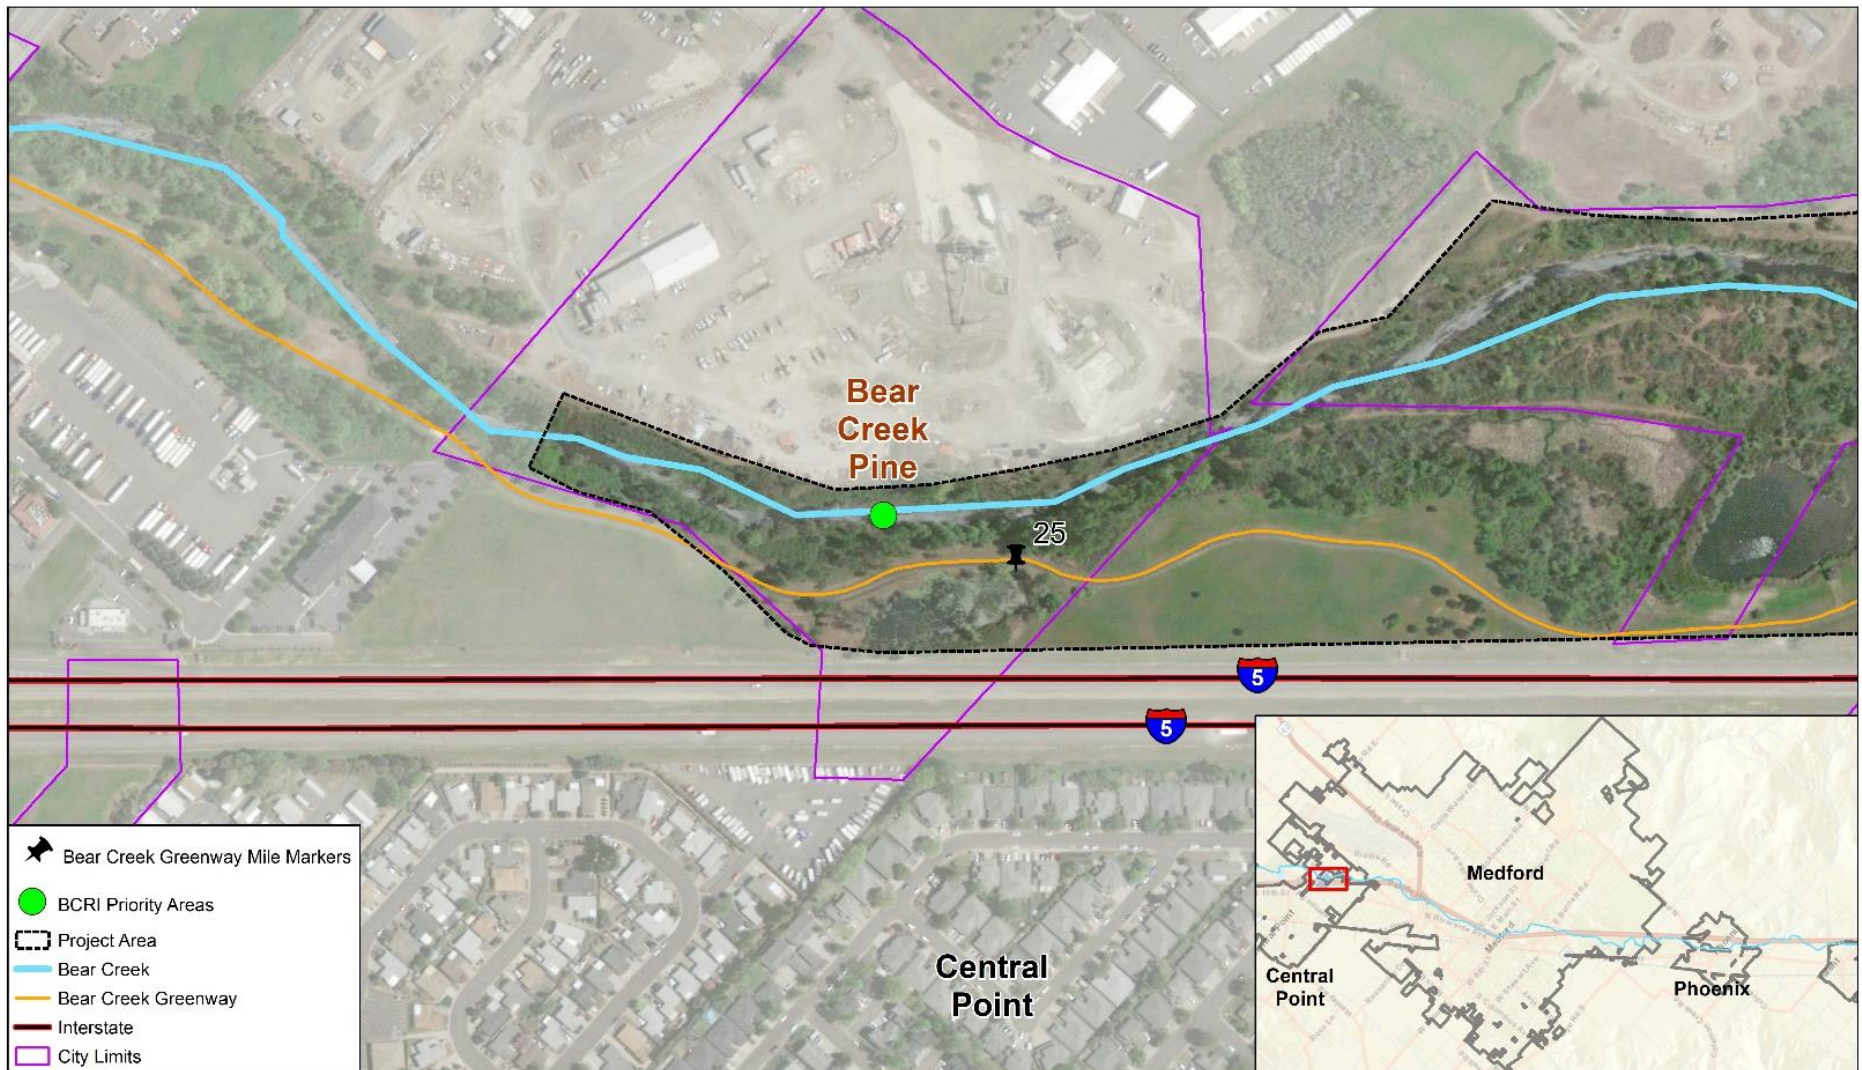 Bear
Creek
Pine
25
5
5
Central
Point
Bear Creek Greenway Mile Markers
BCRI Priority Areas
Project Area
Bear Creek
Bear Creek Greenway
Interstate
City Limits
Medford
Central
Point
Phoenix